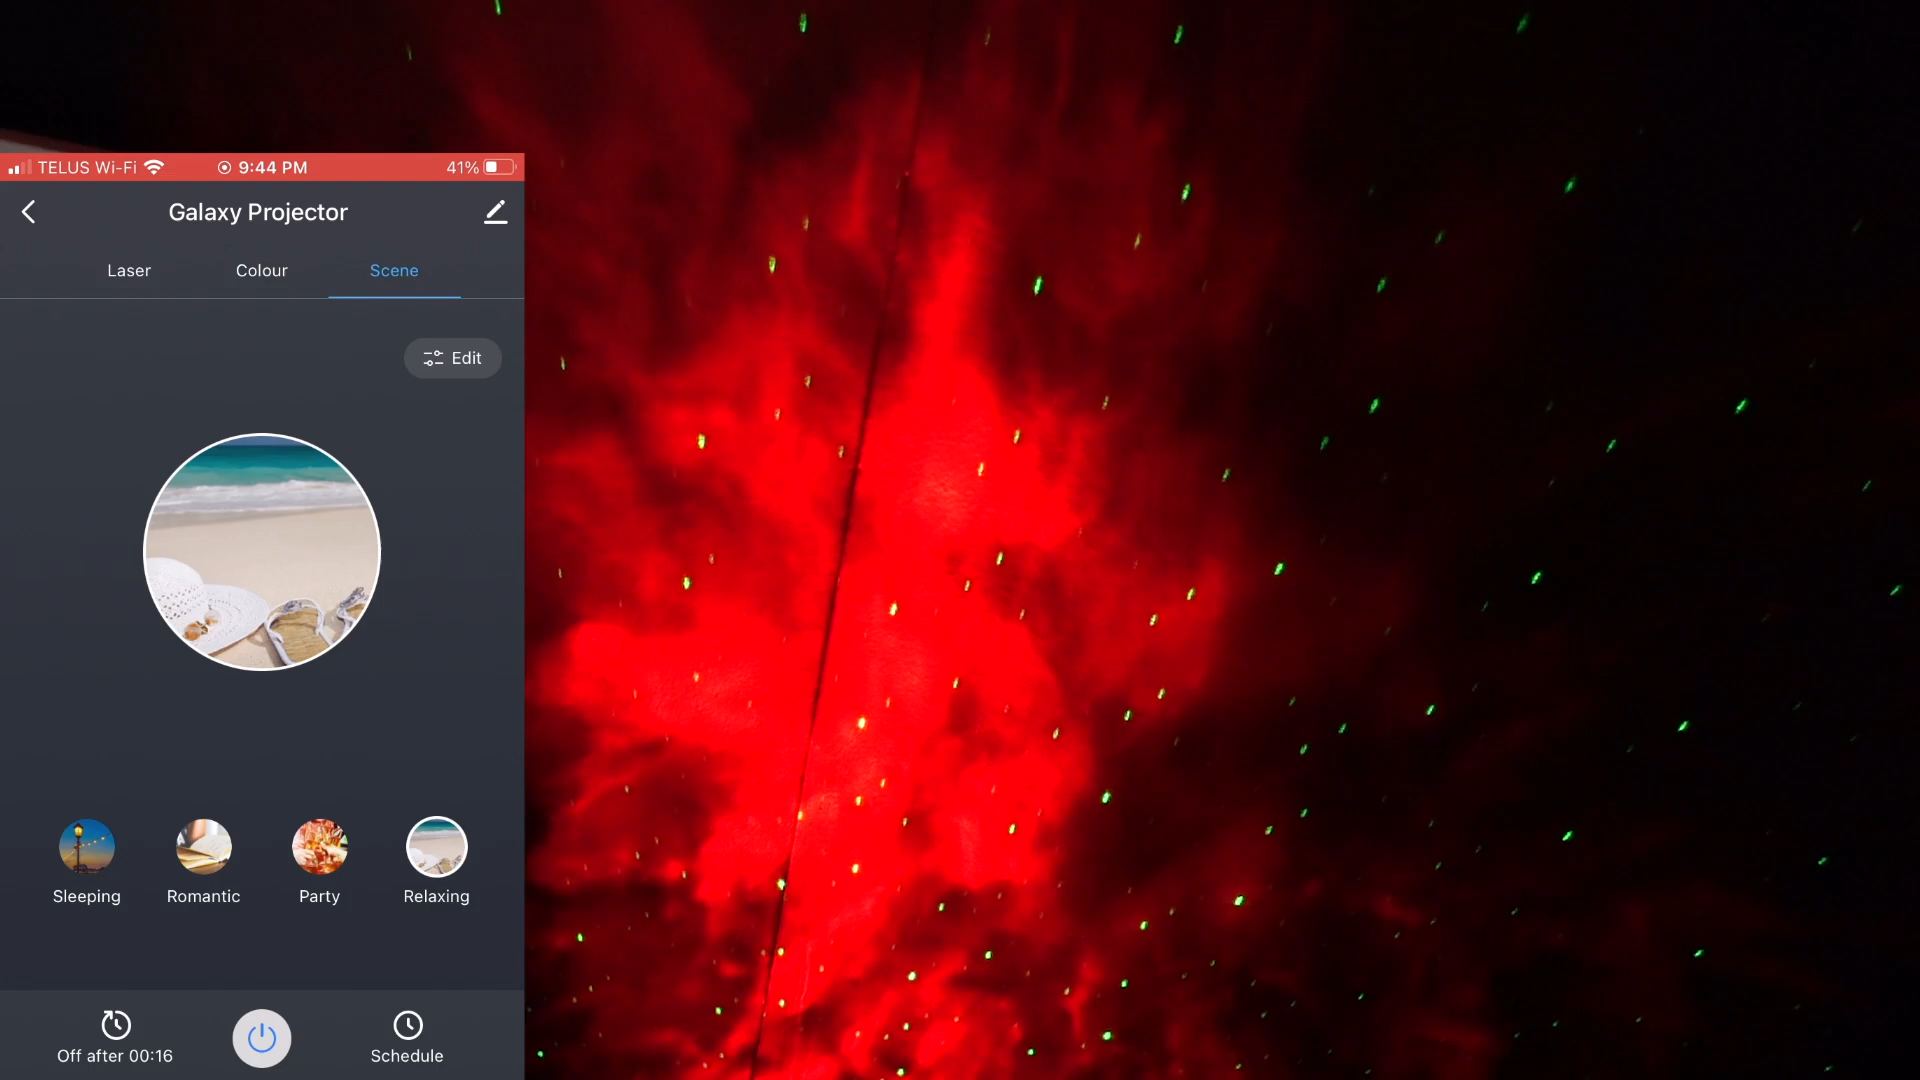 TELUS Wi-Fi 9:44 PM 41%
Galaxy Projector
Laser Colour Scene
Edit
Sleeping Romantic Party Relaxing
Off after 00:16 Schedule